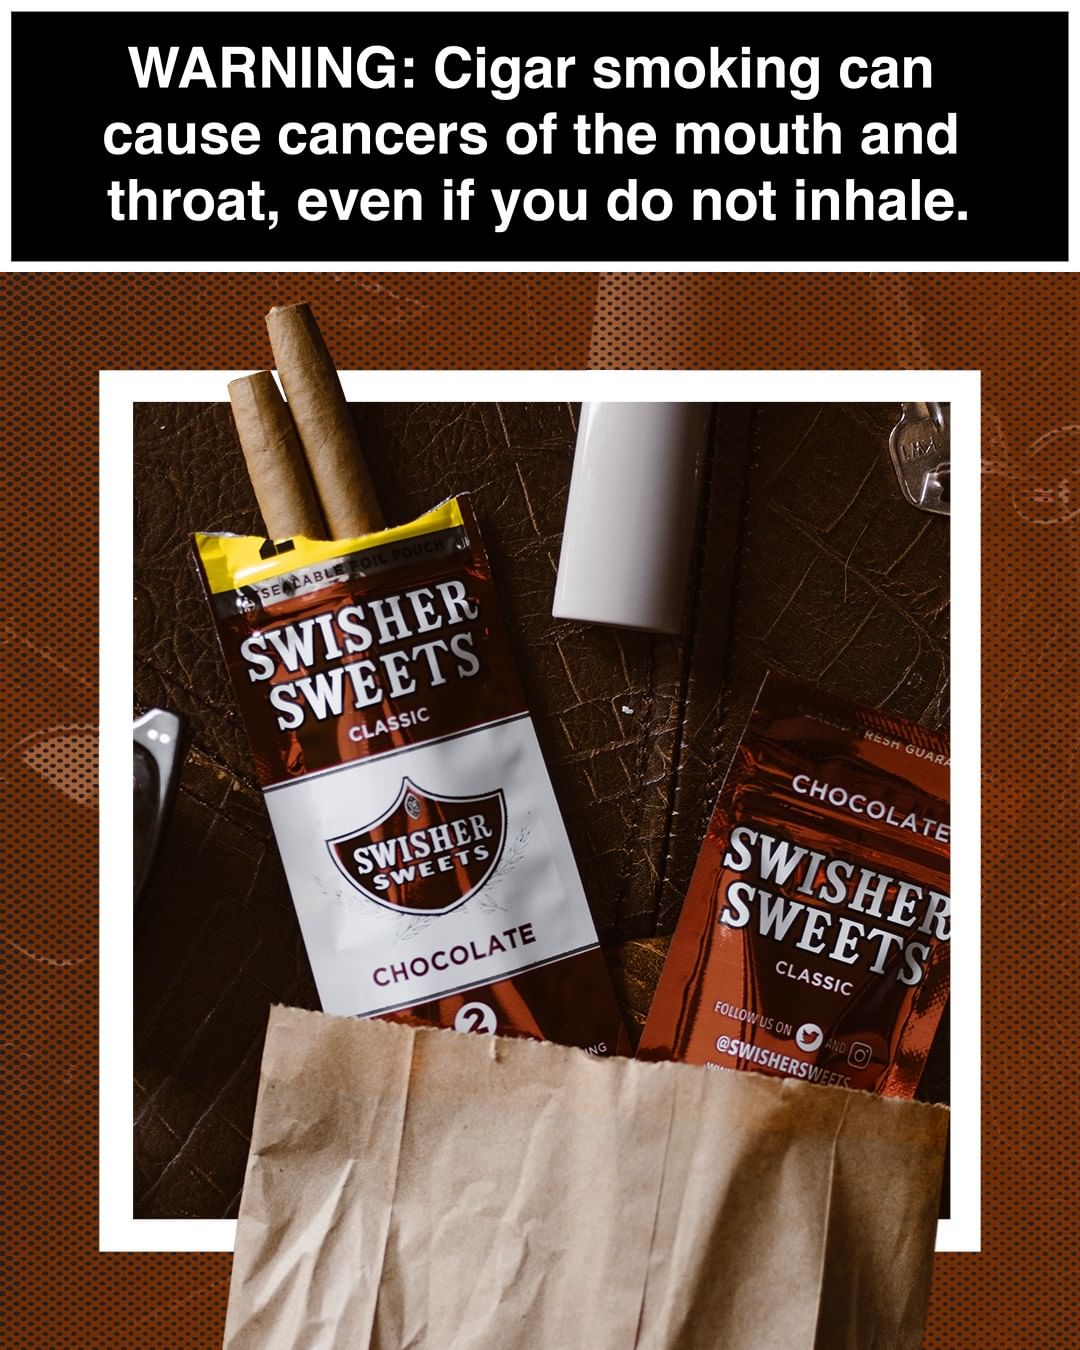 WARNING: Cigar smoking can
cause cancers of the mouth and
throat, even if you do not inhale.
FOIL POUCH
SWISHER
SWEETS
CLASSIC
SWISHER
SWEETS
CHOCOLATE
2
CHOCOLATE
SWISHER
SWEETS
CLASSIC
FOLLOW US ON AND
@SWISHERSWEETS